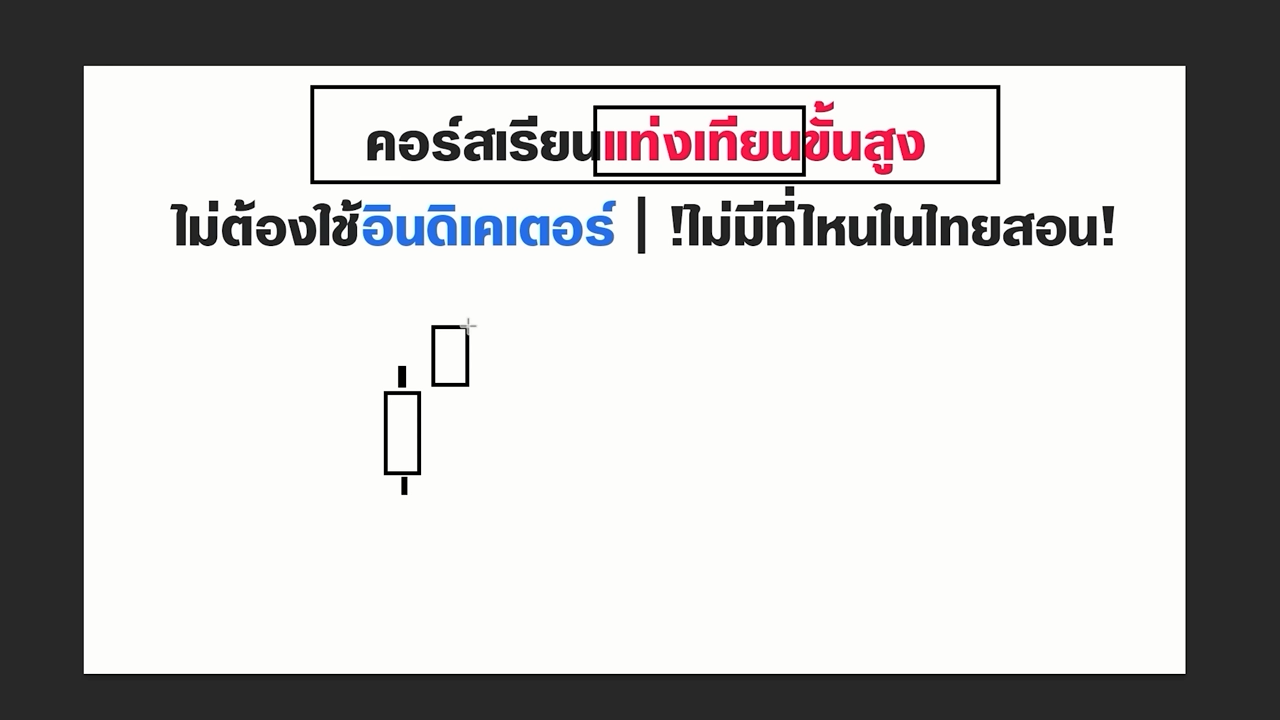 คอร์สเรียนแท่งเทียนขั้นสูง
ไม่ต้องใช้อินดิเคเตอร์ | !ไม่มีที่ไหนในไทยสอน!